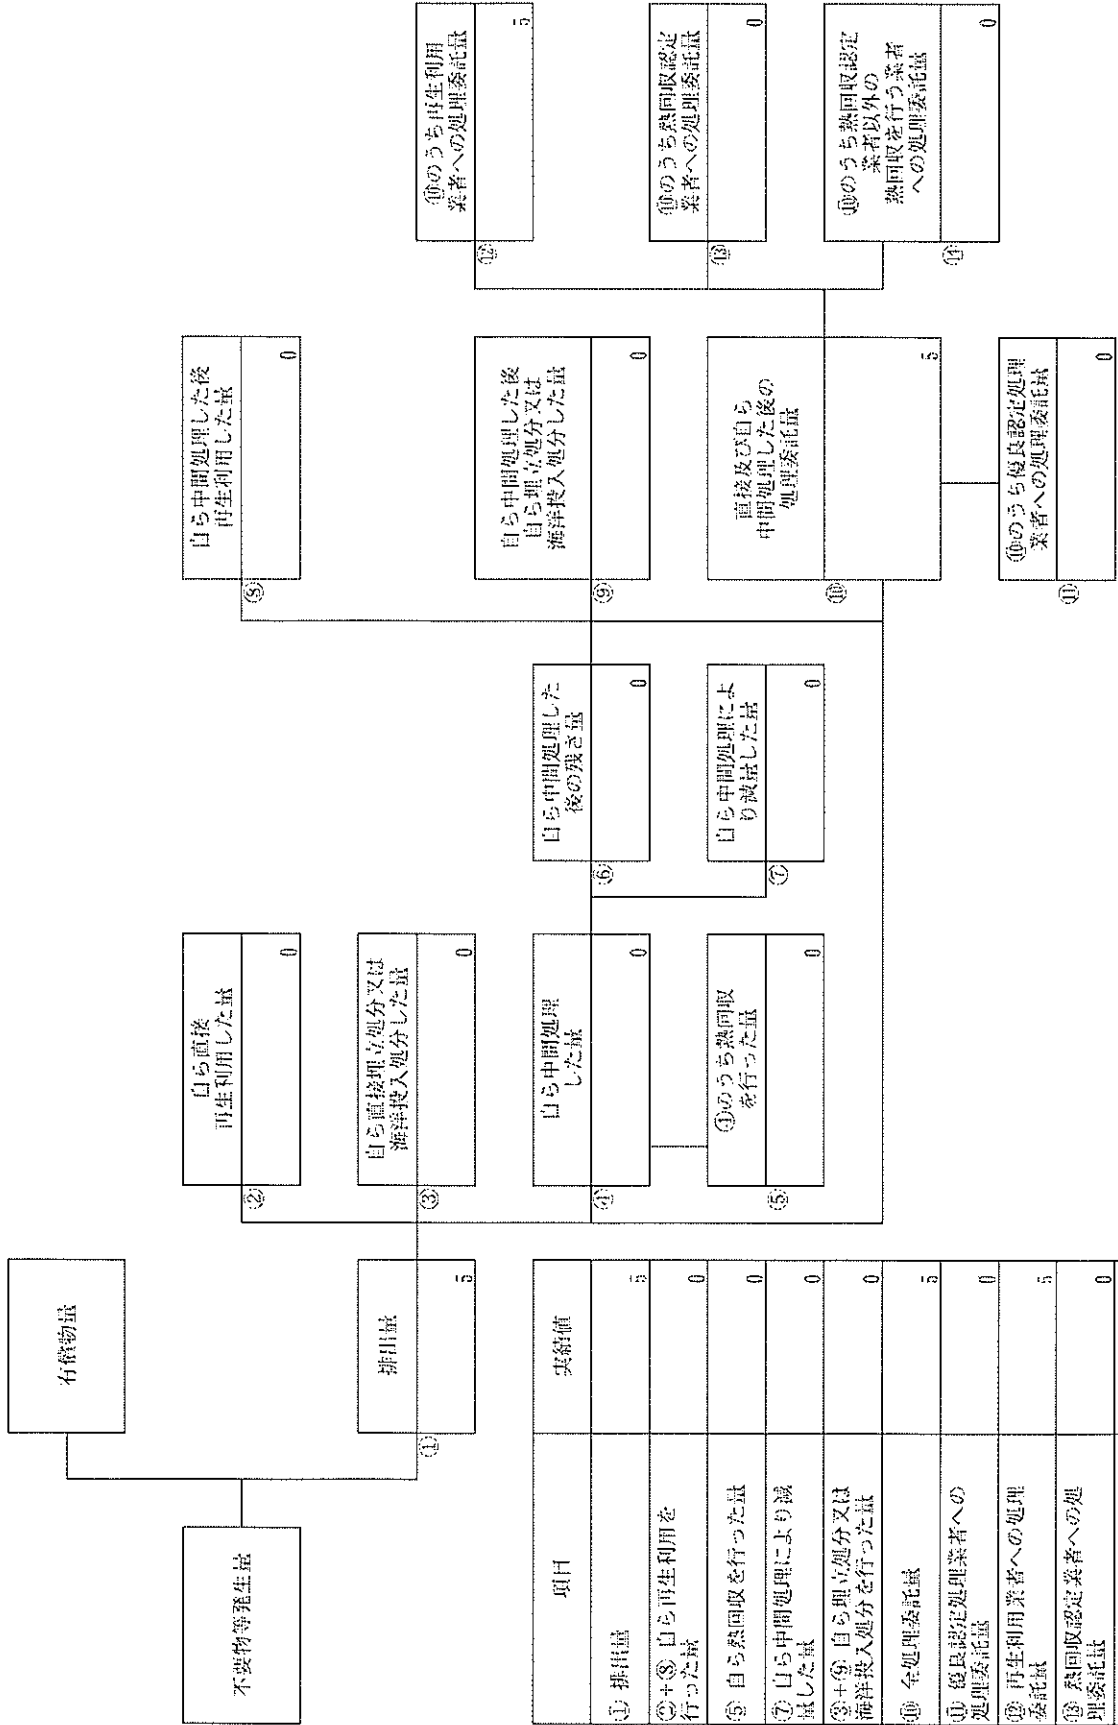 不要物等発生量
有償物量
①
排出量
5
②
自ら直接
再生利用した量
0
③
自ら直接埋立処分又は
海洋投入処分した量
0
④
自ら中間処理
した量
0
⑤
④のうち熱回収
を行った量
0
⑥
自ら中間処理した
後の残さ量
0
⑦
自ら中間処理によ
り減量した量
0
⑧
自ら中間処理した後
再生利用した量
0
⑨
自ら中間処理した後
自ら埋立処分又は
海洋投入処分した量
0
⑩
直接及び自ら
中間処理した後の
処理委託量
5
⑪
⑩のうち優良認定処理
業者への処理委託量
0
⑫
⑩のうち再生利用
業者への処理委託量
5
⑬
⑩のうち熱回収認定
業者への処理委託量
0
⑭
⑩のうち熱回収認定
業者以外の
熱回収を行う業者
への処理委託量
0
項目 実績値
① 排出量 5
②+⑧ 自ら再生利用を
行った量 0
⑤ 自ら熱回収を行った量 0
⑦ 自ら中間処理により減
量した量 0
③+⑨ 自ら埋立処分又は
海洋投入処分を行った量 0
⑩ 全処理委託量 5
⑪ 優良認定処理業者への
処理委託量 0
⑫ 再生利用業者への処理
委託量 5
⑬ 熱回収認定業者への処
理委託量 0